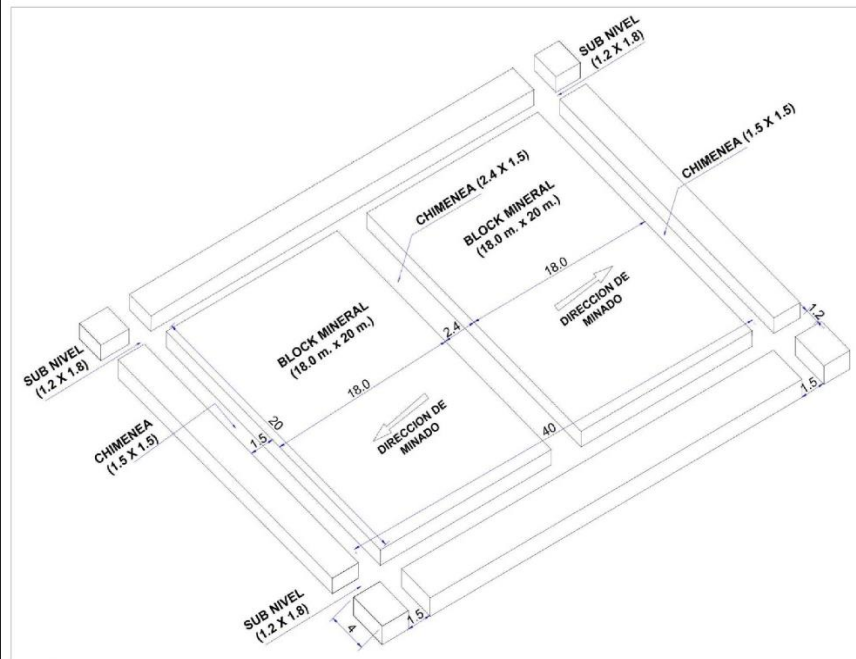 SUB NIVEL
(1.2 X 1.8)
CHIMENEA (1.5 X 1.5)
CHIMENEA (2.4 X 1.5)
BLOCK MINERAL
(18.0 m. x 20 m.)
18.0
DIRECCION DE
MINADO
1.2
1.5
BLOCK MINERAL
(18.0 m. x 20 m.)
2.4
18.0
SUB NIVEL
(1.2 X 1.8)
20
1.5
CHIMENEA
(1.5 X 1.5)
DIRECCION DE
MINADO
40
SUB NIVEL
(1.2 X 1.8)
4
1.5